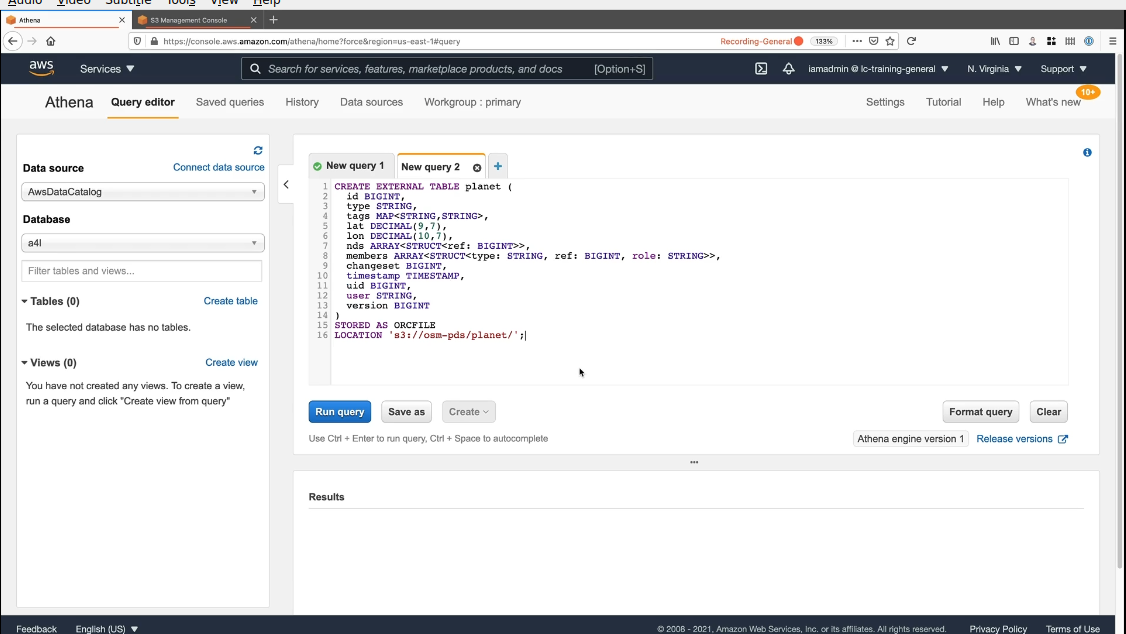 Audio Video Subtitle Tools View Help
Athena
S3 Management Console
https://console.aws.amazon.com/athena/home?force&region=us-east-1#query
Recording-General
133%
aws
Services
Search for services, features, marketplace products, and docs [Option+S]
iamadmin @ lc-training-general
N. Virginia
Support
Athena
Query editor
Saved queries
History
Data sources
Workgroup : primary
Settings
Tutorial
Help
What's new
10+
Data source
Connect data source
AwsDataCatalog
Database
a4l
Filter tables and views...
Tables (0)
Create table
The selected database has no tables.
Views (0)
Create view
You have not created any views. To create a view,
run a query and click "Create view from query"
New query 1
New query 2
1 CREATE EXTERNAL TABLE planet (
2 id BIGINT,
3 type STRING,
4 tags MAP<STRING,STRING>,
5 lat DECIMAL(9,7),
6 lon DECIMAL(10,7),
7 nds ARRAY<STRUCT<ref: BIGINT>>,
8 members ARRAY<STRUCT<type: STRING, ref: BIGINT, role: STRING>>,
9 changeset BIGINT,
10 timestamp TIMESTAMP,
11 uid BIGINT,
12 user STRING,
13 version BIGINT
14 )
15 STORED AS ORCFILE
16 LOCATION 's3://osm-pds/planet/';
Run query
Save as
Create
Format query
Clear
Use Ctrl + Enter to run query, Ctrl + Space to autocomplete
Athena engine version 1
Release versions
Results
Feedback
English (US)
© 2008 - 2021, Amazon Web Services, Inc. or its affiliates. All rights reserved.
Privacy Policy
Terms of Use